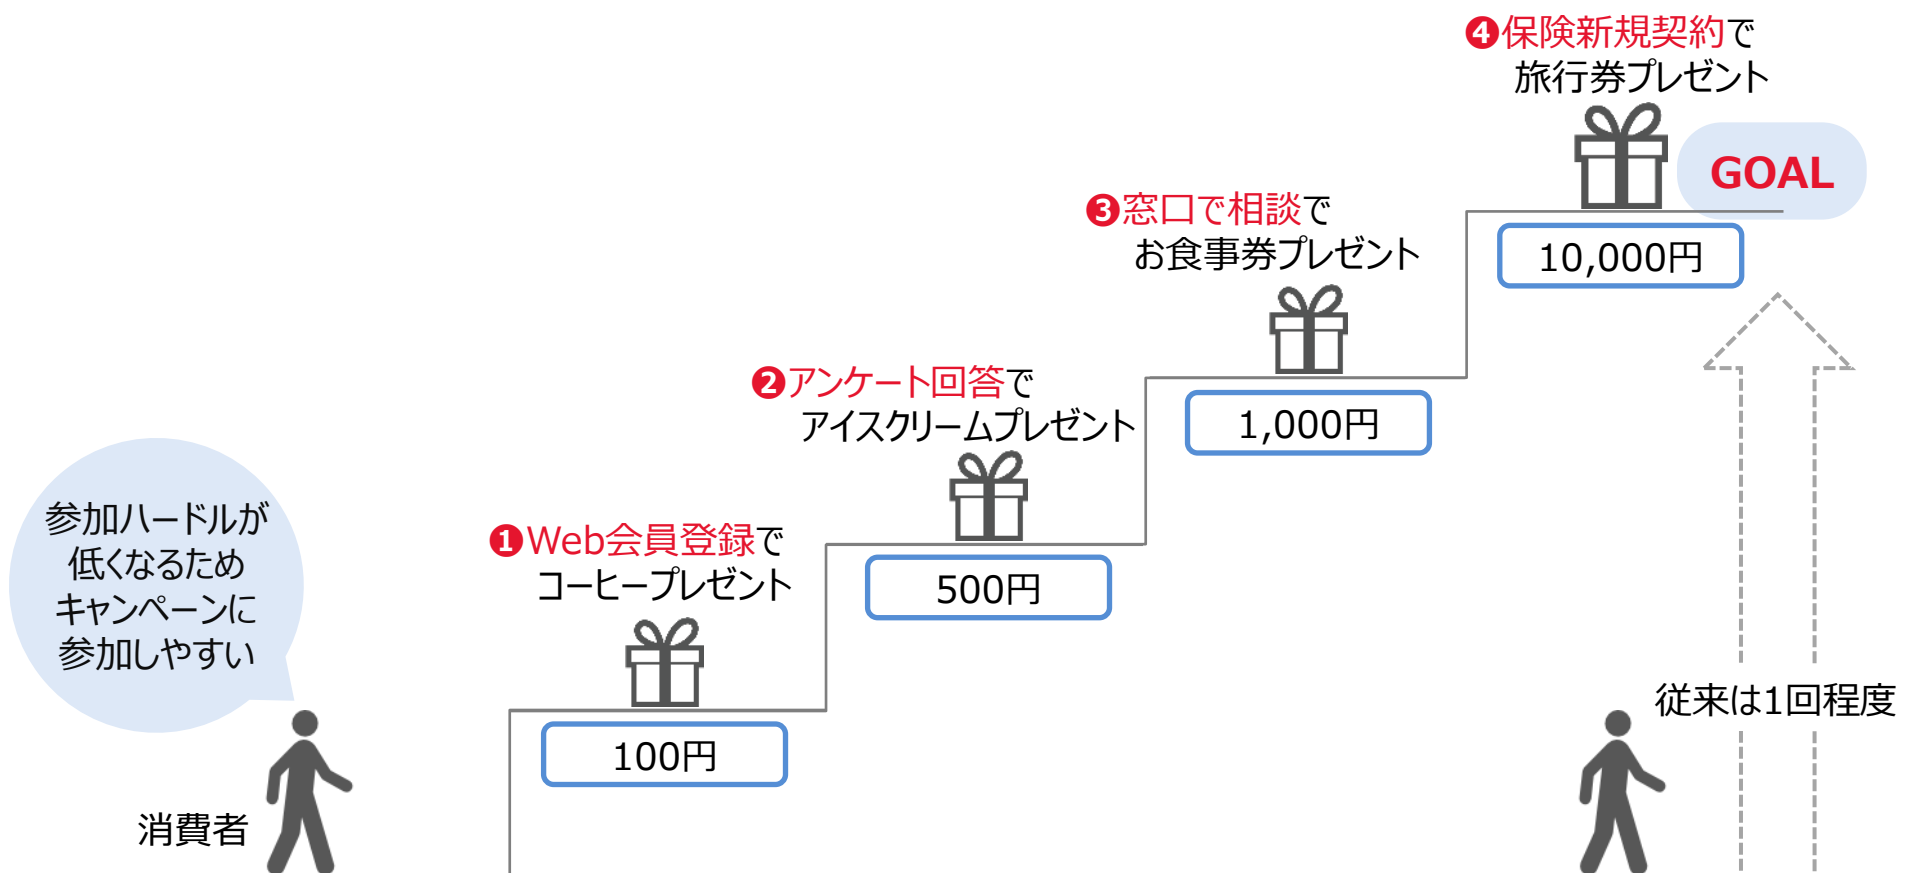 ❹保険新規契約で
旅行券プレゼント
GOAL
10,000円
❸窓口で相談で
お食事券プレゼント
1,000円
❷アンケート回答で
アイスクリームプレゼント
500円
❶Web会員登録で
コーヒープレゼント
100円
参加ハードルが
低くなるため
キャンペーンに
参加しやすい
消費者
従来は1回程度